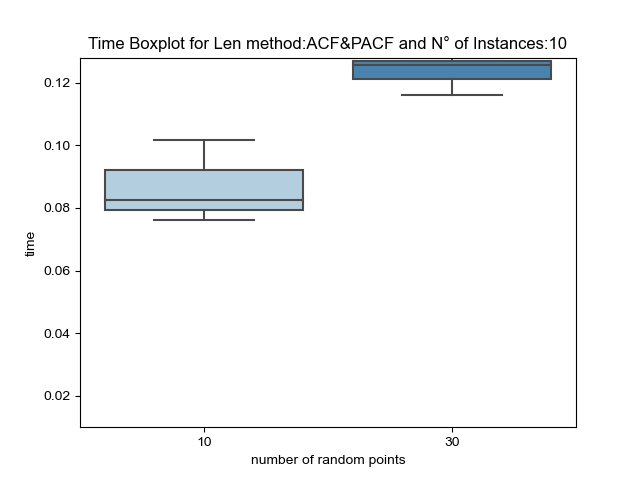 Time Boxplot for Len method:ACF&PACF and N° of Instances:10
0.12
0.10
0.08
0.06
0.04
0.02
time
10 30
number of random points